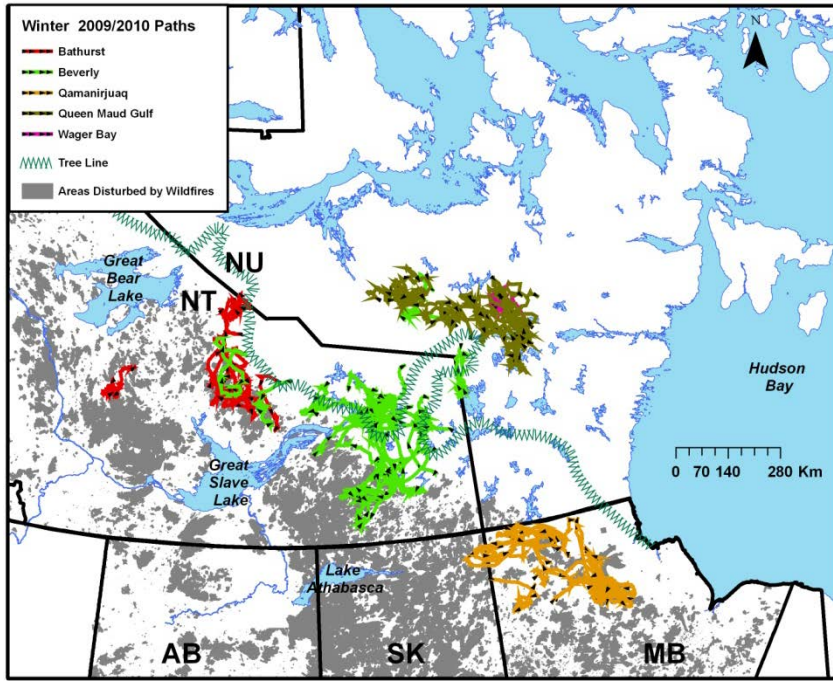 Winter 2009/2010 Paths
Bathurst
Beverly
Qamanirjuaq
Queen Maud Gulf
Wager Bay
Tree Line
Areas Disturbed by Wildfires
N
Great
Bear
Lake
NU
NT
Hudson
Bay
0 70 140 280 Km
Great
Slave
Lake
Lake
Athabasca
AB
SK
MB